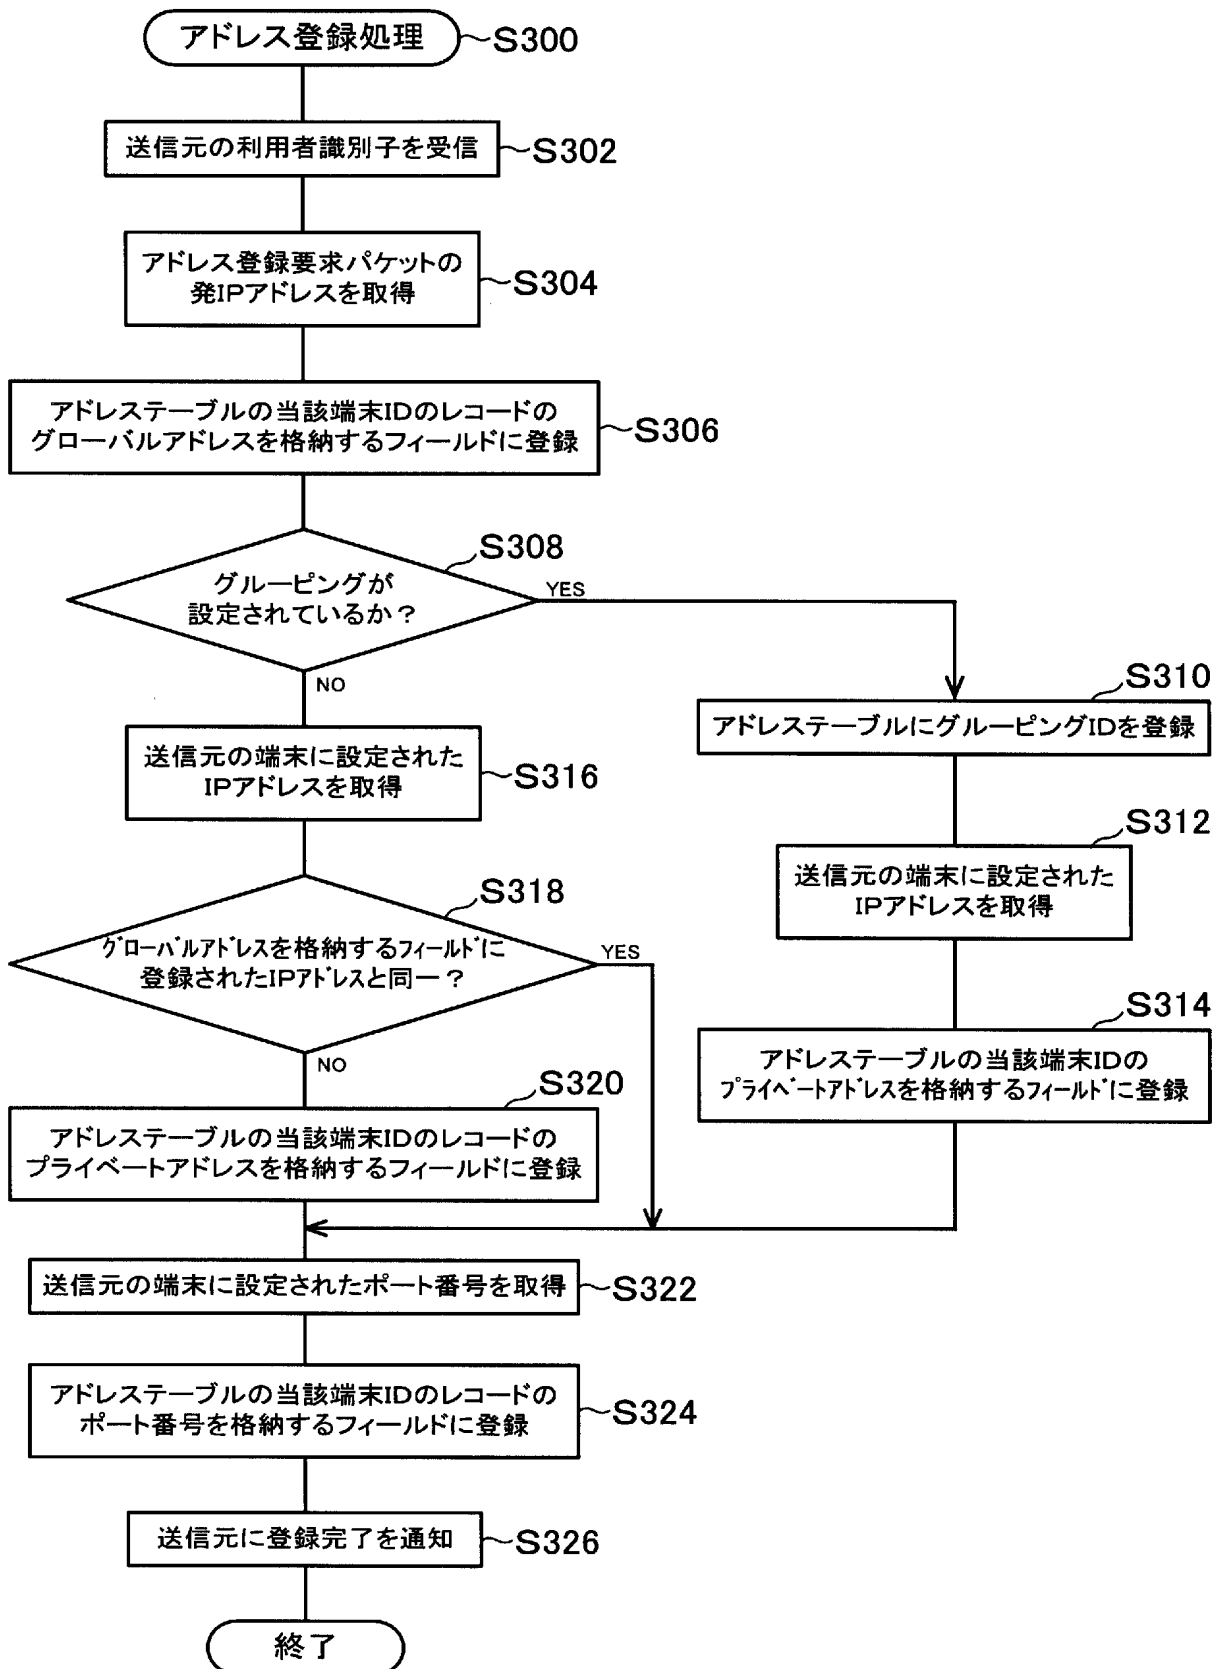 アドレス登録処理
S300
送信元の利用者識別子を受信
S302
アドレス登録要求パケットの
発IPアドレスを取得
S304
アドレステーブルの当該端末IDのレコードの
グローバルアドレスを格納するフィールドに登録
S306
S308
グルーピングが
設定されているか？
YES
NO
S310
アドレステーブルにグルーピングIDを登録
送信元の端末に設定された
IPアドレスを取得
S316
S312
送信元の端末に設定された
IPアドレスを取得
S318
グローバルアドレスを格納するフィールドに
登録されたIPアドレスと同一？
YES
NO
S314
アドレステーブルの当該端末IDの
プライベートアドレスを格納するフィールドに登録
S320
アドレステーブルの当該端末IDのレコードの
プライベートアドレスを格納するフィールドに登録
送信元の端末に設定されたポート番号を取得
S322
アドレステーブルの当該端末IDのレコードの
ポート番号を格納するフィールドに登録
S324
送信元に登録完了を通知
S326
終了